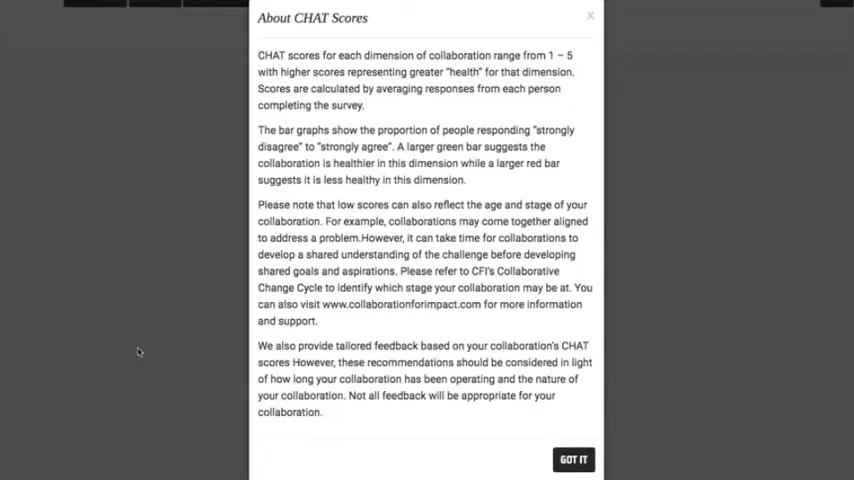 About CHAT Scores
x
CHAT scores for each dimension of collaboration range from 1 – 5
with higher scores representing greater "health" for that dimension.
Scores are calculated by averaging responses from each person
completing the survey.
The bar graphs show the proportion of people responding "strongly
disagree" to "strongly agree". A larger green bar suggests the
collaboration is healthier in this dimension while a larger red bar
suggests it is less healthy in this dimension.
Please note that low scores can also reflect the age and stage of your
collaboration. For example, collaborations may come together aligned
to address a problem.However, it can take time for collaborations to
develop a shared understanding of the challenge before developing
shared goals and aspirations. Please refer to CFI's Collaborative
Change Cycle to identify which stage your collaboration may be at. You
can also visit www.collaborationforimpact.com for more information
and support.
We also provide tailored feedback based on your collaboration's CHAT
scores However, these recommendations should be considered in light
of how long your collaboration has been operating and the nature of
your collaboration. Not all feedback will be appropriate for your
collaboration.
GOT IT